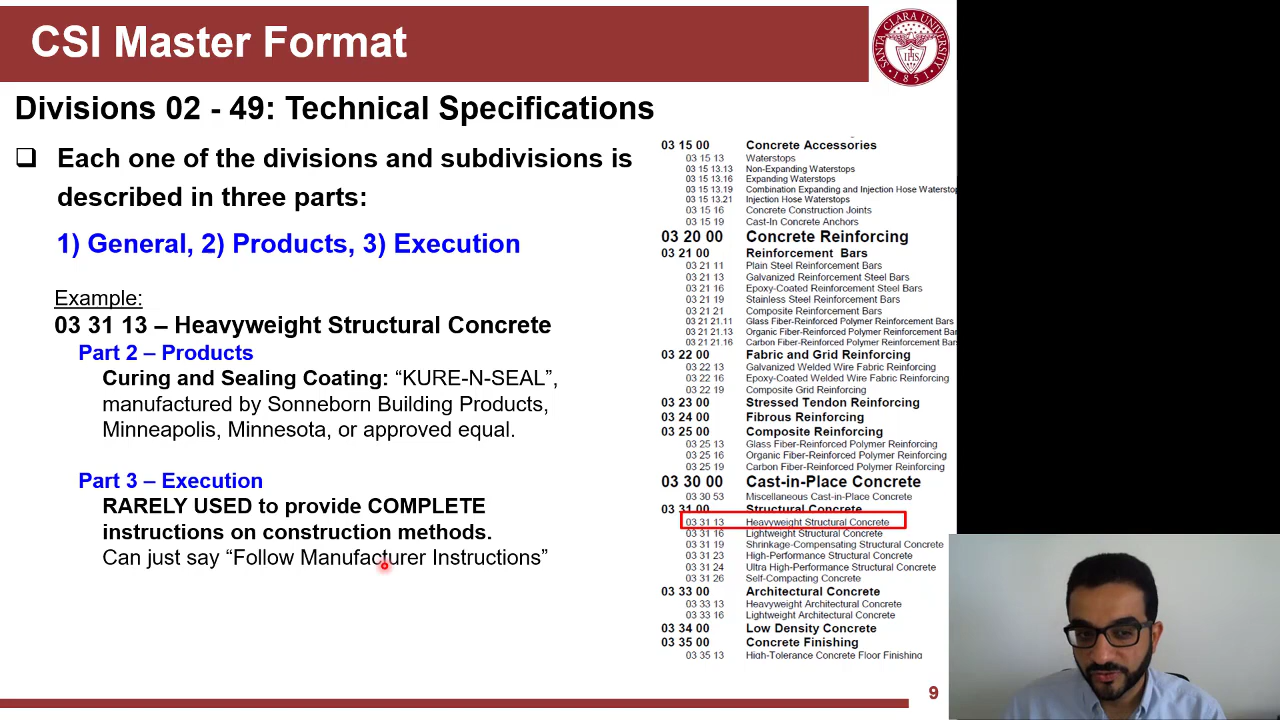 CSI Master Format
SANTA CLARA UNIVERSITY
IHS
1851
Divisions 02 - 49: Technical Specifications
Each one of the divisions and subdivisions is
described in three parts:
1) General, 2) Products, 3) Execution
Example:
03 31 13 – Heavyweight Structural Concrete
Part 2 – Products
Curing and Sealing Coating: “KURE-N-SEAL”,
manufactured by Sonneborn Building Products,
Minneapolis, Minnesota, or approved equal.
Part 3 – Execution
RARELY USED to provide COMPLETE
instructions on construction methods.
Can just say “Follow Manufacturer Instructions”
03 15 00 Concrete Accessories
03 15 13 Waterstops
03 15 13.13 Non-Expanding Waterstops
03 15 13.16 Expanding Waterstops
03 15 13.19 Combination Expanding and Injection Hose Waterstop
03 15 13.21 Injection Hose Waterstops
03 15 16 Concrete Construction Joints
03 15 19 Cast-In Concrete Anchors
03 20 00 Concrete Reinforcing
03 21 00 Reinforcement Bars
03 21 11 Plain Steel Reinforcement Bars
03 21 13 Galvanized Reinforcement Steel Bars
03 21 16 Epoxy-Coated Reinforcement Steel Bars
03 21 19 Stainless Steel Reinforcement Bars
03 21 21 Composite Reinforcement Bars
03 21 21.11 Glass Fiber-Reinforced Polymer Reinforcement Bars
03 21 21.13 Organic Fiber-Reinforced Polymer Reinforcement Bars
03 21 21.16 Carbon Fiber-Reinforced Polymer Reinforcement Bars
03 22 00 Fabric and Grid Reinforcing
03 22 13 Galvanized Welded Wire Fabric Reinforcing
03 22 16 Epoxy-Coated Welded Wire Fabric Reinforcing
03 22 19 Composite Grid Reinforcing
03 23 00 Stressed Tendon Reinforcing
03 24 00 Fibrous Reinforcing
03 25 00 Composite Reinforcing
03 25 13 Glass Fiber-Reinforced Polymer Reinforcing
03 25 16 Organic Fiber-Reinforced Polymer Reinforcing
03 25 19 Carbon Fiber-Reinforced Polymer Reinforcing
03 30 00 Cast-in-Place Concrete
03 30 53 Miscellaneous Cast-in-Place Concrete
03 31 00 Structural Concrete
03 31 13 Heavyweight Structural Concrete
03 31 16 Lightweight Structural Concrete
03 31 19 Shrinkage-Compensating Structural Concrete
03 31 23 High-Performance Structural Concrete
03 31 24 Ultra High-Performance Structural Concrete
03 31 26 Self-Compacting Concrete
03 33 00 Architectural Concrete
03 33 13 Heavyweight Architectural Concrete
03 33 16 Lightweight Architectural Concrete
03 34 00 Low Density Concrete
03 35 00 Concrete Finishing
03 35 13 High-Tolerance Concrete Floor Finishing
9